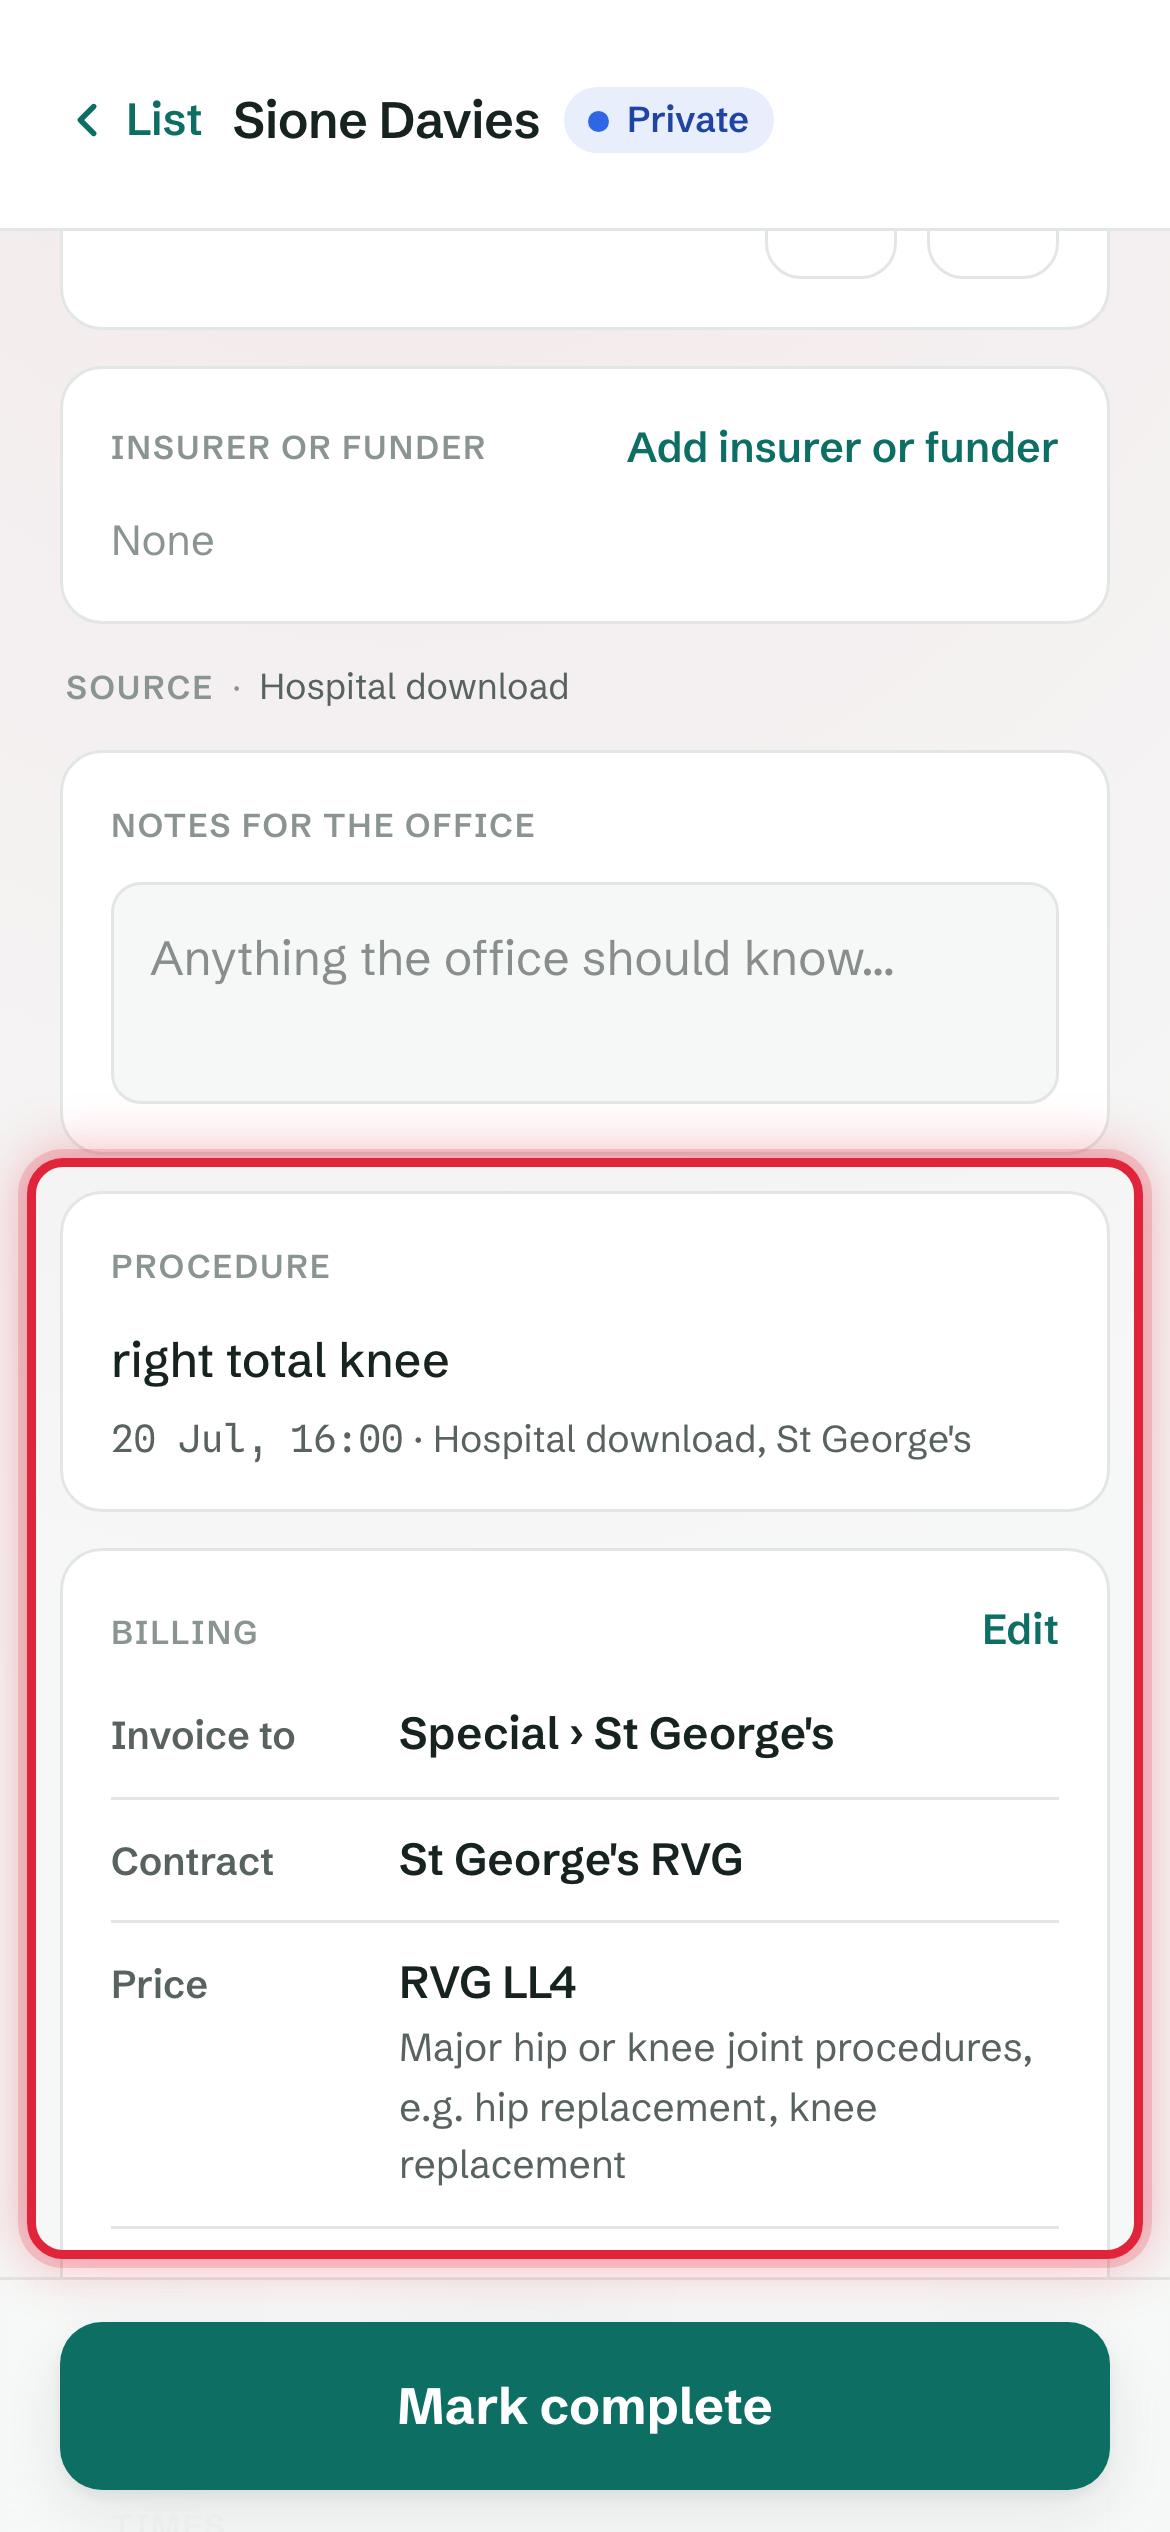 List Sione Davies Private
INSURER OR FUNDER Add insurer or funder
None
SOURCE · Hospital download
NOTES FOR THE OFFICE
Anything the office should know...
PROCEDURE
right total knee
20 Jul, 16:00 · Hospital download, St George's
BILLING Edit
Invoice to Special › St George's
Contract St George's RVG
Price RVG LL4
Major hip or knee joint procedures,
e.g. hip replacement, knee
replacement
Mark complete
TIMES